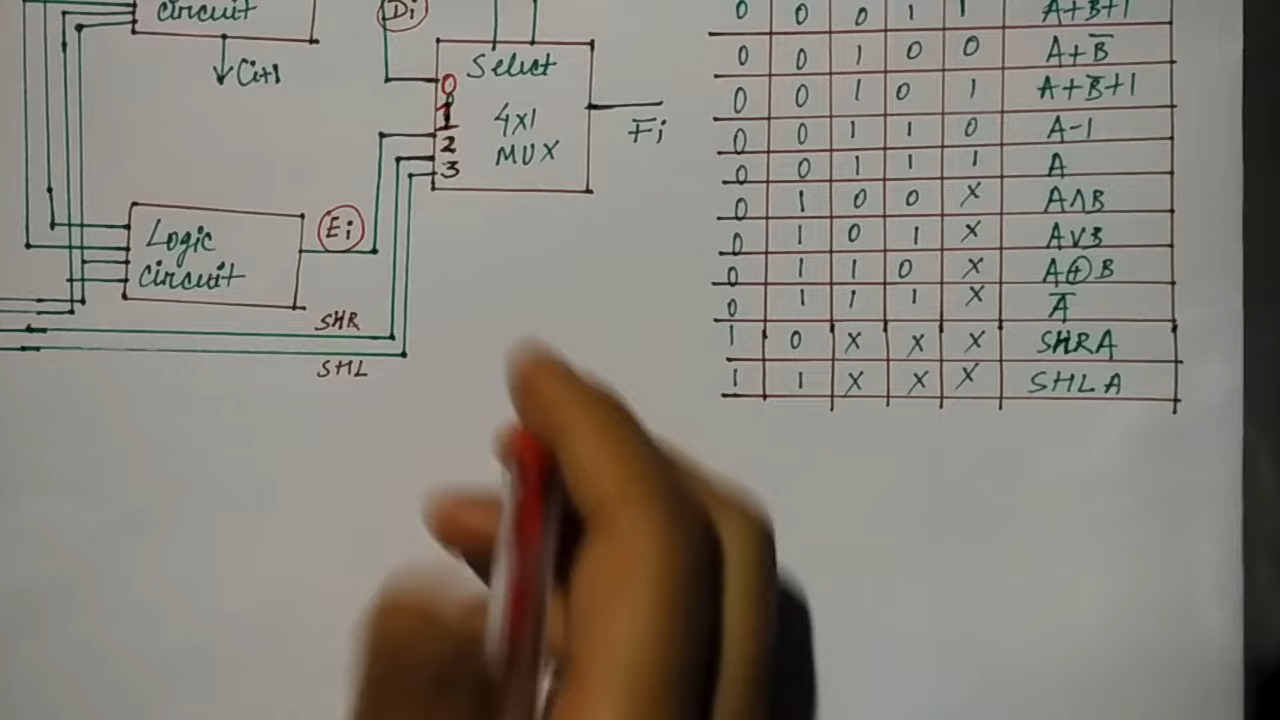 circuit
Ci+1
Di
Select
0
1
2
3
4x1
MUX
Fi
Logic
circuit
Ei
SHR
SHL
0 0 0 1 1 A+B+1
0 0 1 0 0 A+B̅
0 0 1 0 1 A+B̅+1
0 0 1 1 0 A-1
0 0 1 1 1 A
0 1 0 0 X A∧B
0 1 0 1 X A∨B
0 1 1 0 X A⊕B
0 1 1 1 X A̅
1 0 X X X SHRA
1 1 X X X SHLA